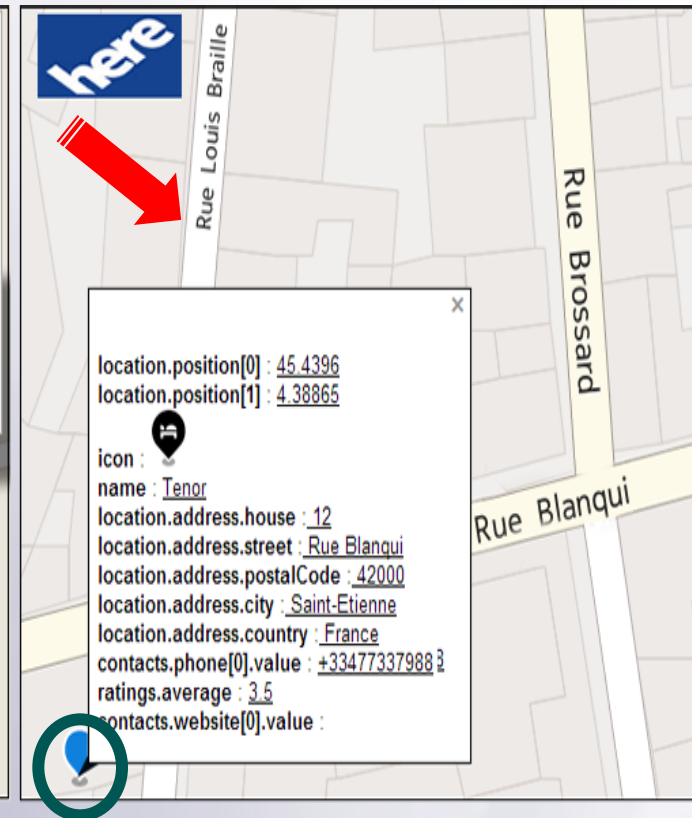 here
Rue Louis Braille
Rue Brossard
×
location.position[0] : 45.4396
location.position[1] : 4.38865
icon :
name : Tenor
location.address.house : 12
location.address.street : Rue Blanqui
location.address.postalCode : 42000
location.address.city : Saint-Etienne
location.address.country : France
contacts.phone[0].value : +33477337988
ratings.average : 3.5
contacts.website[0].value :
Rue Blanqui